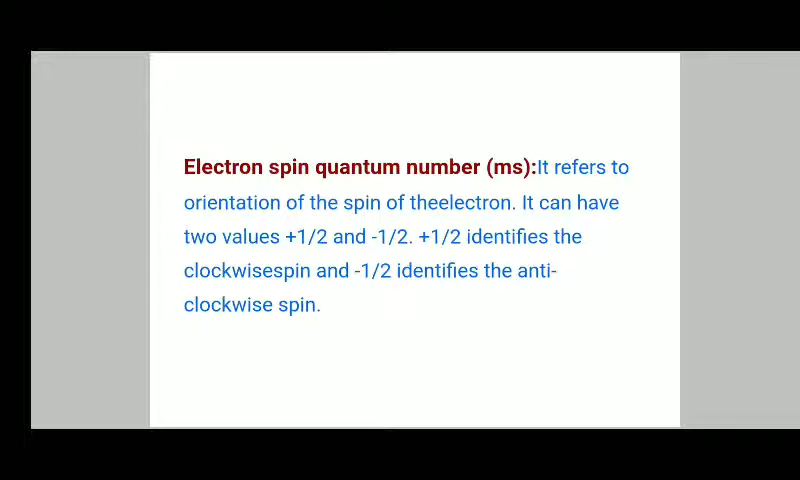 Electron spin quantum number (ms):It refers to
orientation of the spin of theelectron. It can have
two values +1/2 and -1/2. +1/2 identifies the
clockwisespin and -1/2 identifies the anti-
clockwise spin.